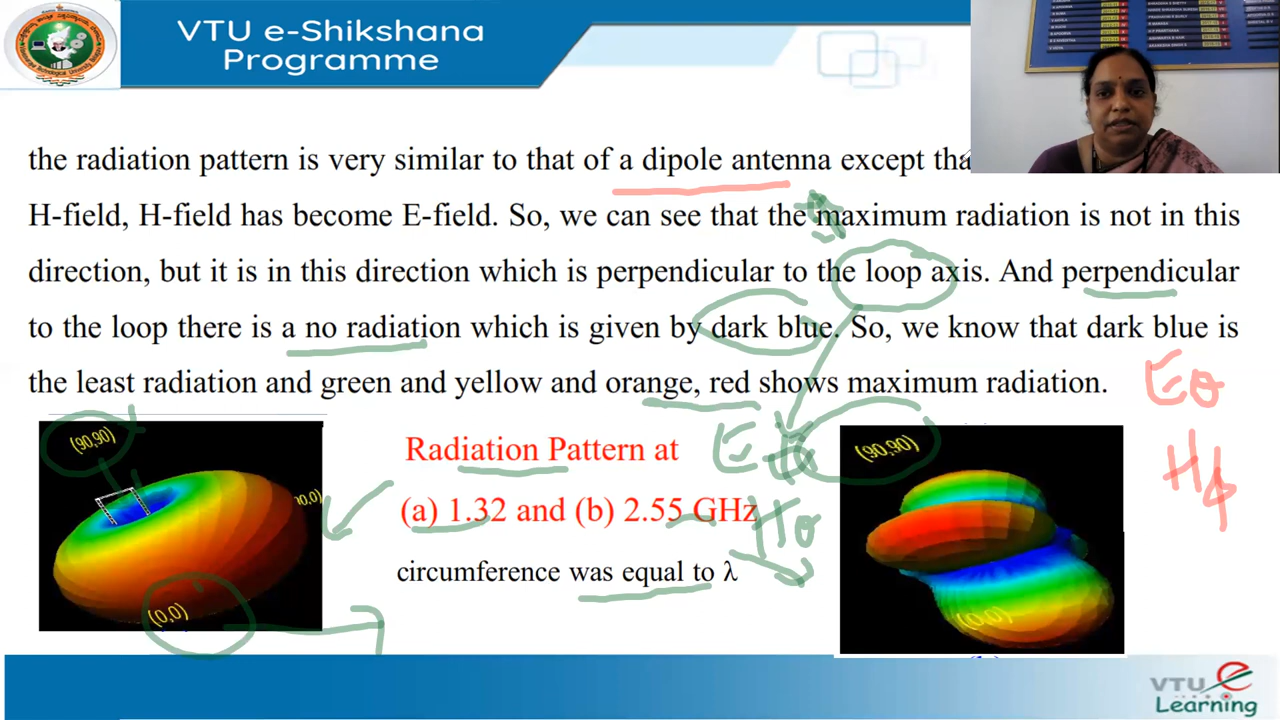 VTU e-Shikshana
Programme
the radiation pattern is very similar to that of a dipole antenna except
H-field, H-field has become E-field. So, we can see that the maximum radiation is not in this
direction, but it is in this direction which is perpendicular to the loop axis. And perpendicular
to the loop there is a no radiation which is given by dark blue. So, we know that dark blue is
the least radiation and green and yellow and orange, red shows maximum radiation.
Eθ
Hϕ
(90,90)
(0,0)
Radiation Pattern at
(a) 1.32 and (b) 2.55 GHz
circumference was equal to λ
E
Hθ
(90,90)
(0,0)
VTU e
Learning